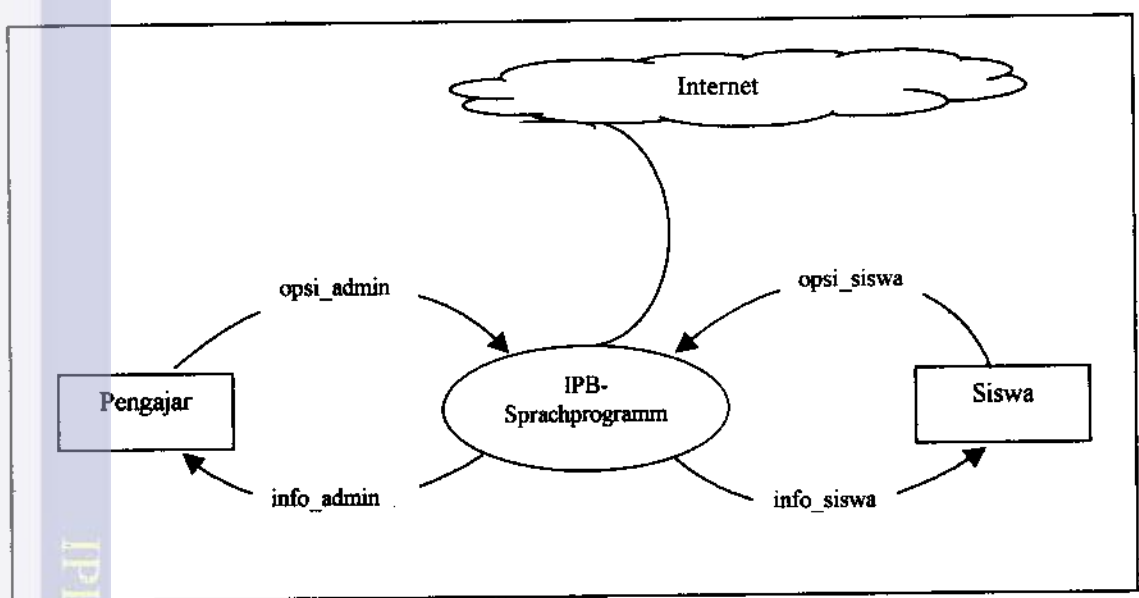 Internet
opsi_admin
opsi_siswa
Pengajar
IPB-
Sprachprogramm
Siswa
info_admin
info_siswa